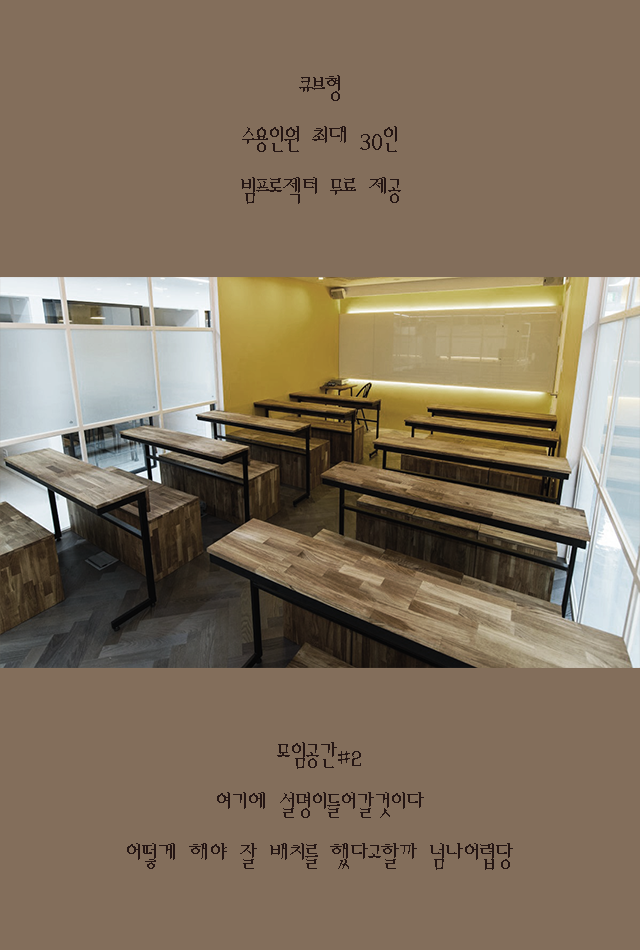 큐브형
수용인원 최대 30인
빔프로젝터 무료 제공
모임공간#2
여기에 설명이들어갈것이다
어떻게 해야 잘 배치를 했다고할까 넘나어렵당